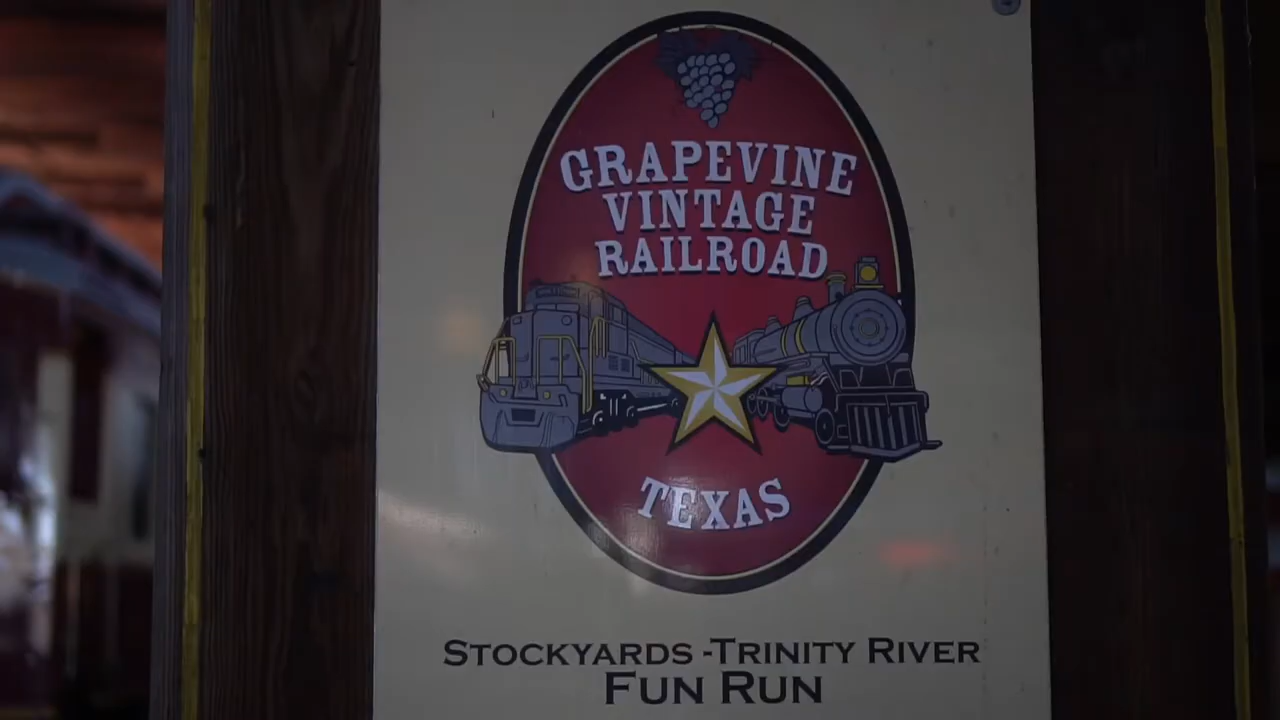 GRAPEVINE
VINTAGE
RAILROAD
TEXAS
STOCKYARDS -TRINITY RIVER
FUN RUN